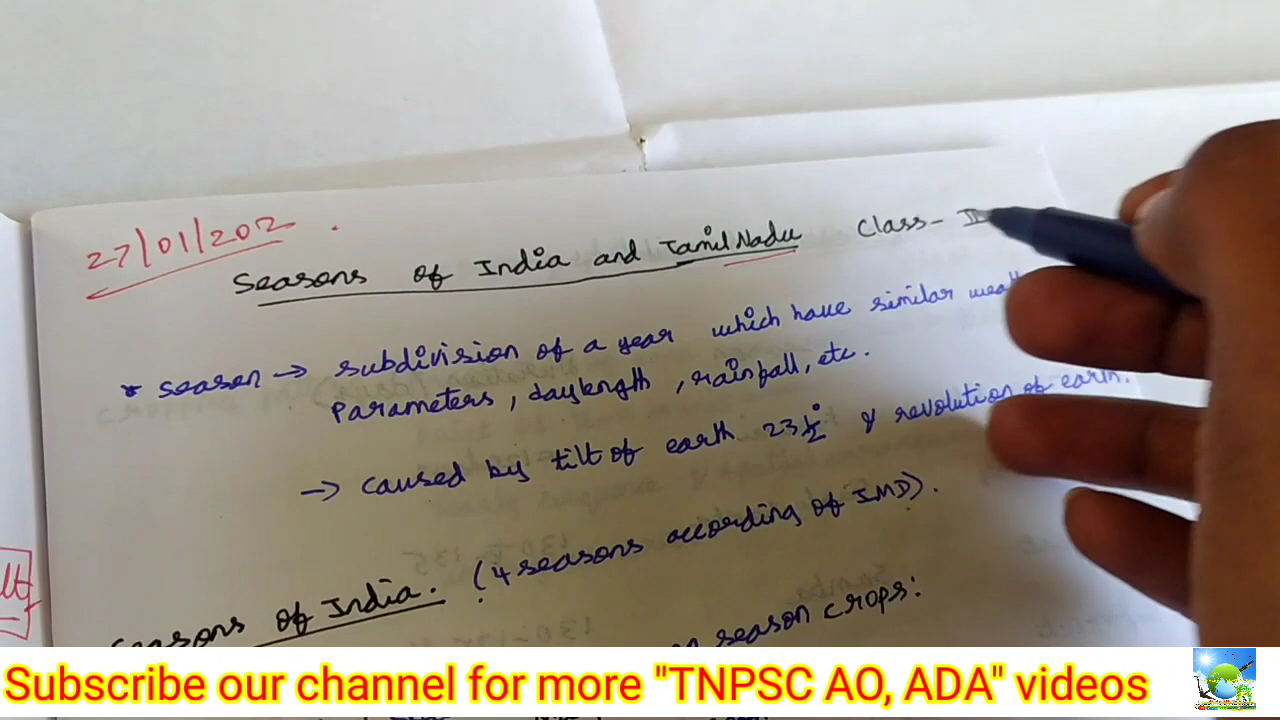 27/01/202
Seasons of India and Tamil Nadu Class-
* season → subdivision of a year which have similar
parameters, daylength, rainfall, etc.
→ caused by tilt of earth 23½° & revolution of earth.
Seasons of India. (4 seasons according of IMD).
season crops:
Subscribe our channel for more "TNPSC AO, ADA" videos